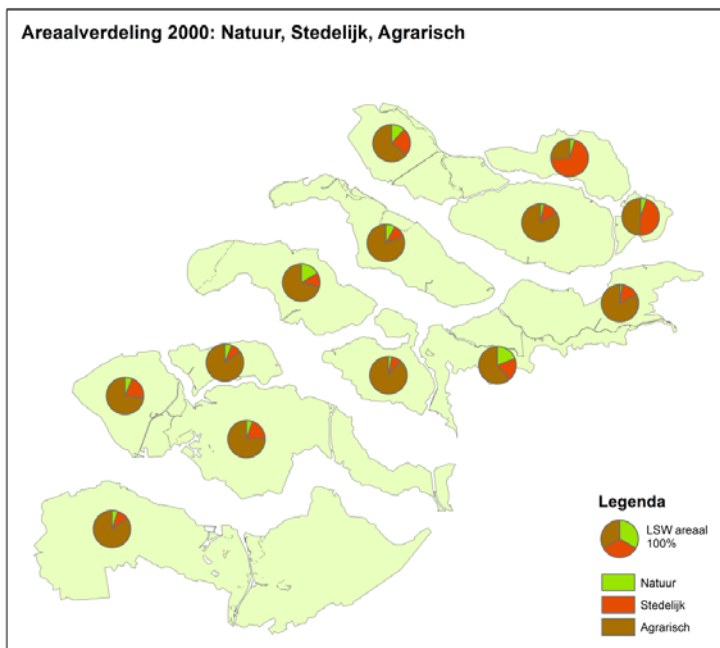 Areaalverdeling 2000: Natuur, Stedelijk, Agrarisch
Legenda
LSW areaal
100%
Natuur
Stedelijk
Agrarisch